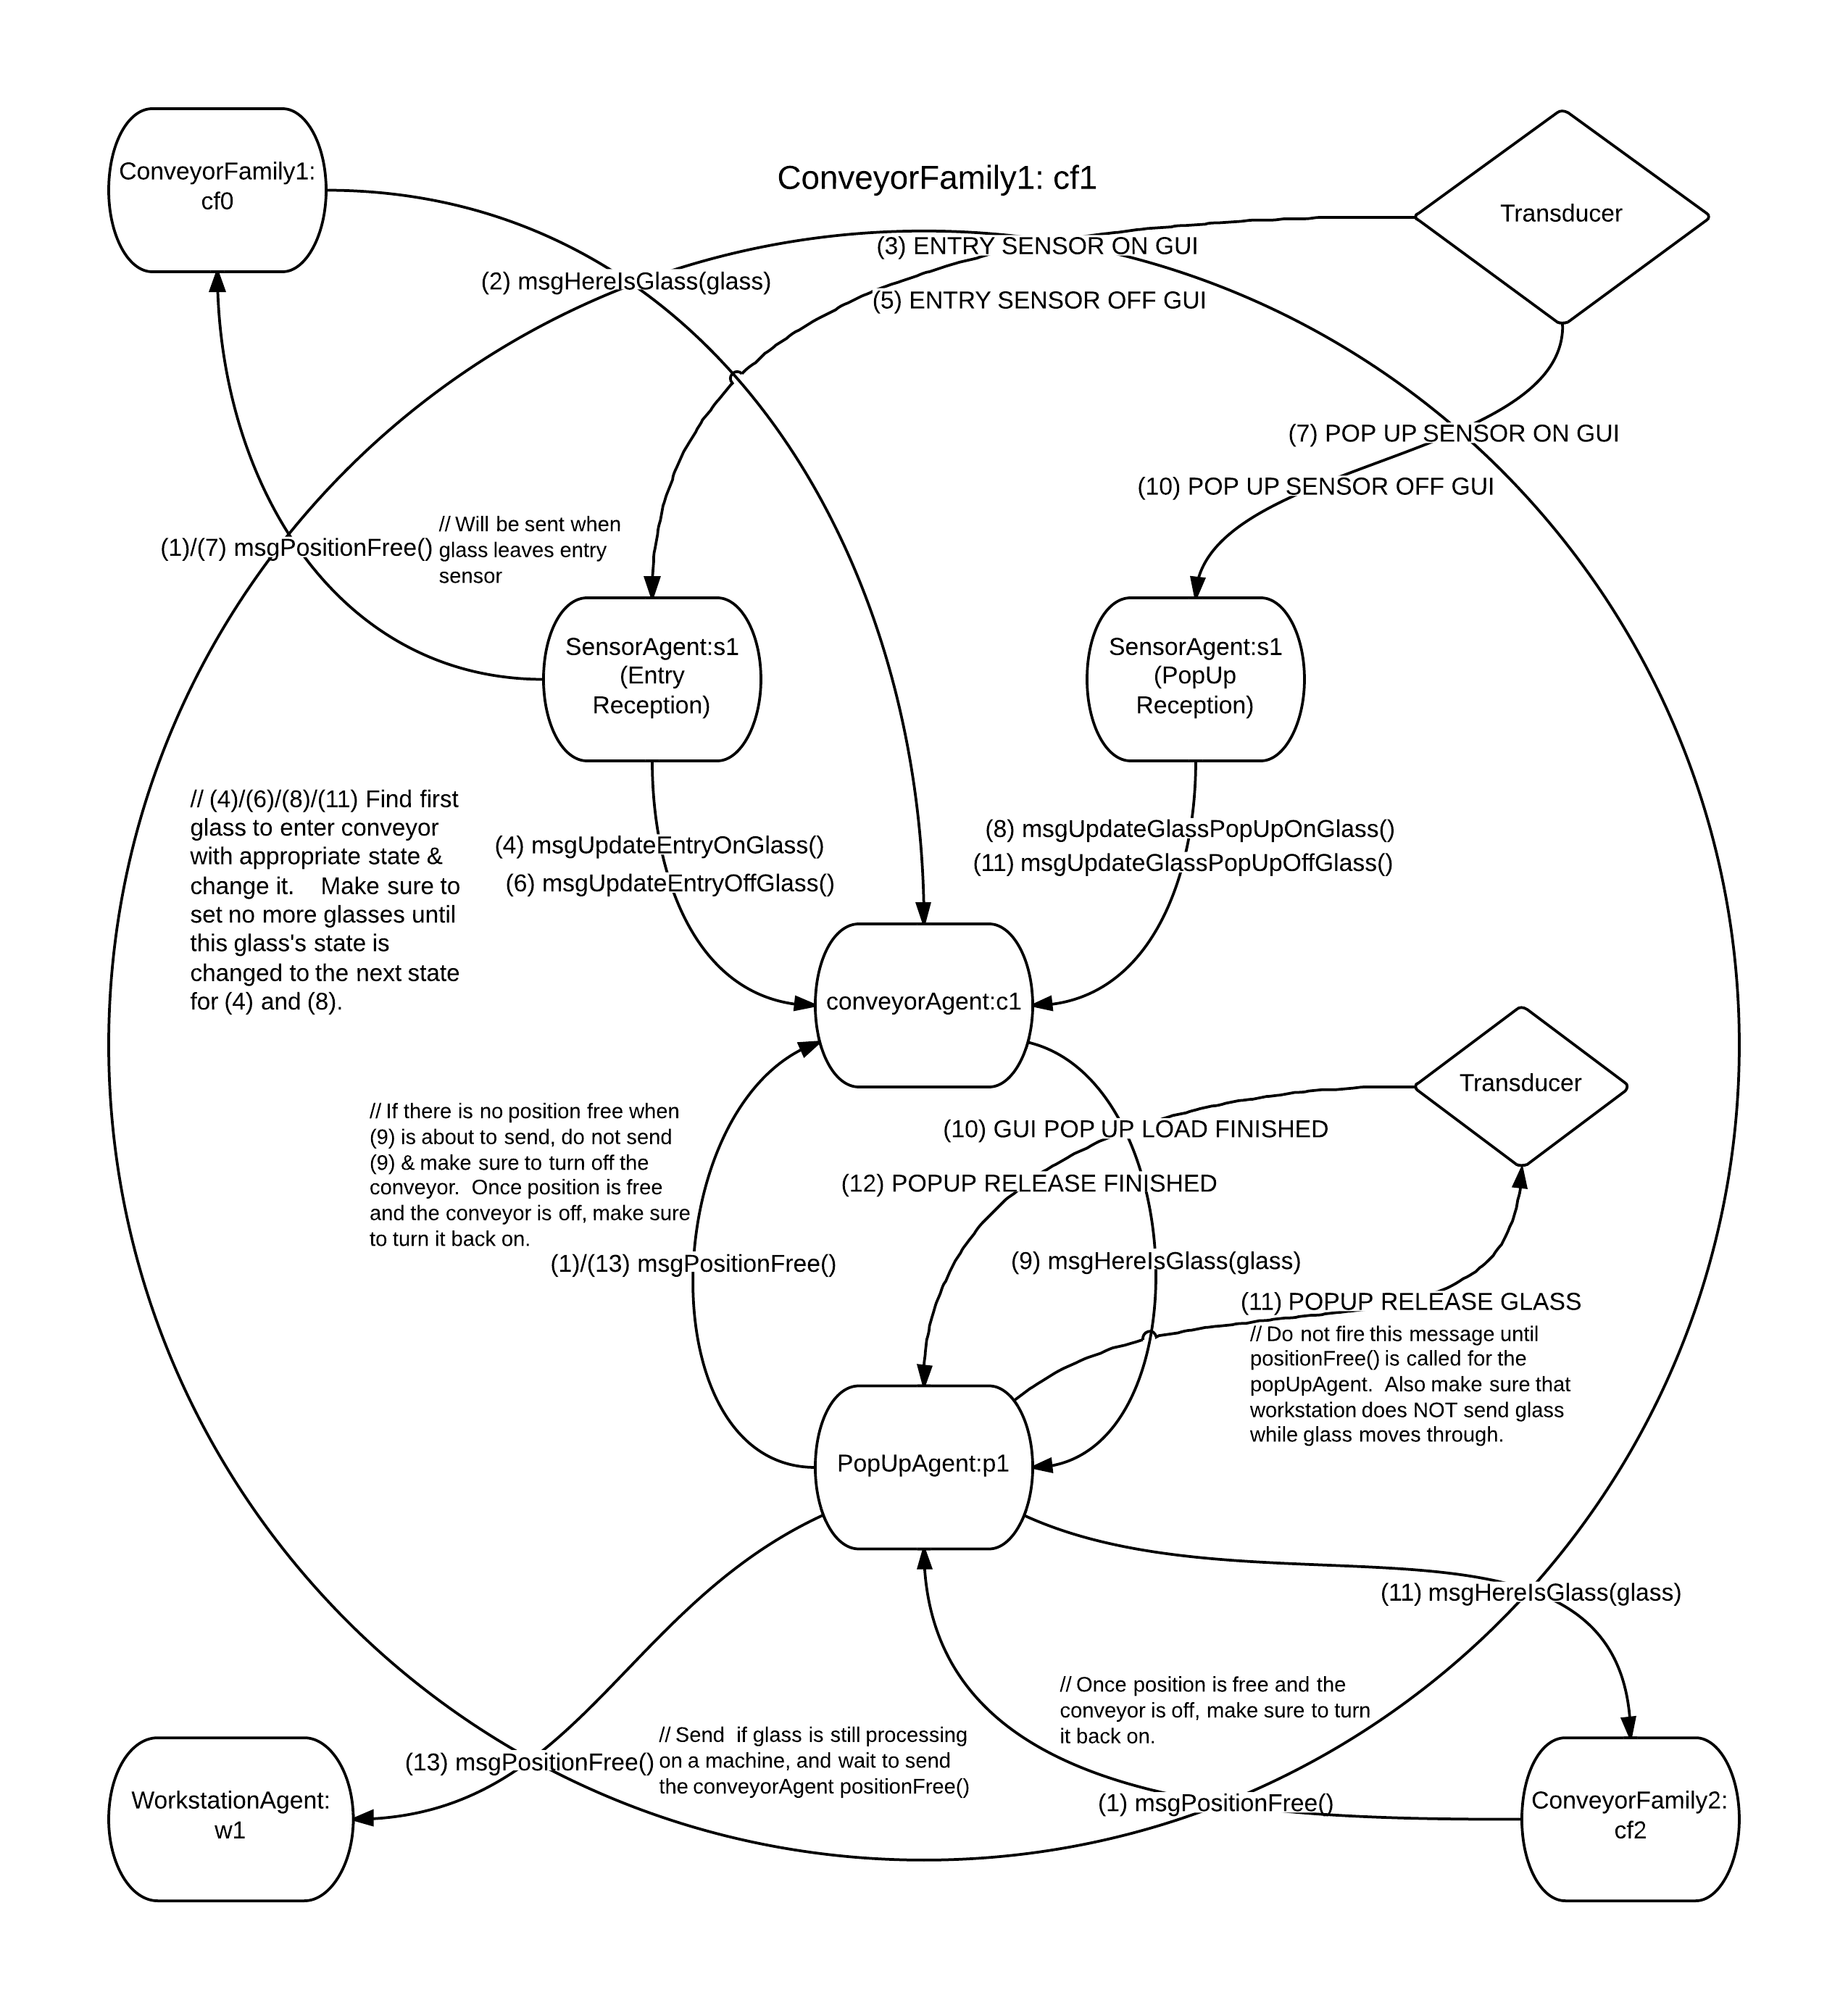 ConveyorFamily1:
cf0
ConveyorFamily1: cf1
Transducer
(3) ENTRY SENSOR ON GUI
(2) msgHereIsGlass(glass)
(5) ENTRY SENSOR OFF GUI
(7) POP UP SENSOR ON GUI
(10) POP UP SENSOR OFF GUI
(1)/(7) msgPositionFree()
// Will be sent when
glass leaves entry
sensor
SensorAgent:s1
(Entry
Reception)
SensorAgent:s1
(PopUp
Reception)
// (4)/(6)/(8)/(11) Find first
glass to enter conveyor
with appropriate state &
change it.    Make sure to
set no more glasses until
this glass's state is
changed to the next state
for (4) and (8).
(4) msgUpdateEntryOnGlass()
(6) msgUpdateEntryOffGlass()
(8) msgUpdateGlassPopUpOnGlass()
(11) msgUpdateGlassPopUpOffGlass()
conveyorAgent:c1
Transducer
// If there is no position free when
(9) is about to send, do not send
(9) & make sure to turn off the
conveyor.  Once position is free
and the conveyor is off, make sure
to turn it back on.
(10) GUI POP UP LOAD FINISHED
(12) POPUP RELEASE FINISHED
(1)/(13) msgPositionFree()
(9) msgHereIsGlass(glass)
(11) POPUP RELEASE GLASS
// Do not fire this message until
positionFree() is called for the
popUpAgent.  Also make sure that
workstation does NOT send glass
while glass moves through.
PopUpAgent:p1
(11) msgHereIsGlass(glass)
// Once position is free and the
conveyor is off, make sure to turn
it back on.
// Send  if glass is still processing
on a machine, and wait to send
the conveyorAgent positionFree()
(13) msgPositionFree()
(1) msgPositionFree()
WorkstationAgent:
w1
ConveyorFamily2:
cf2